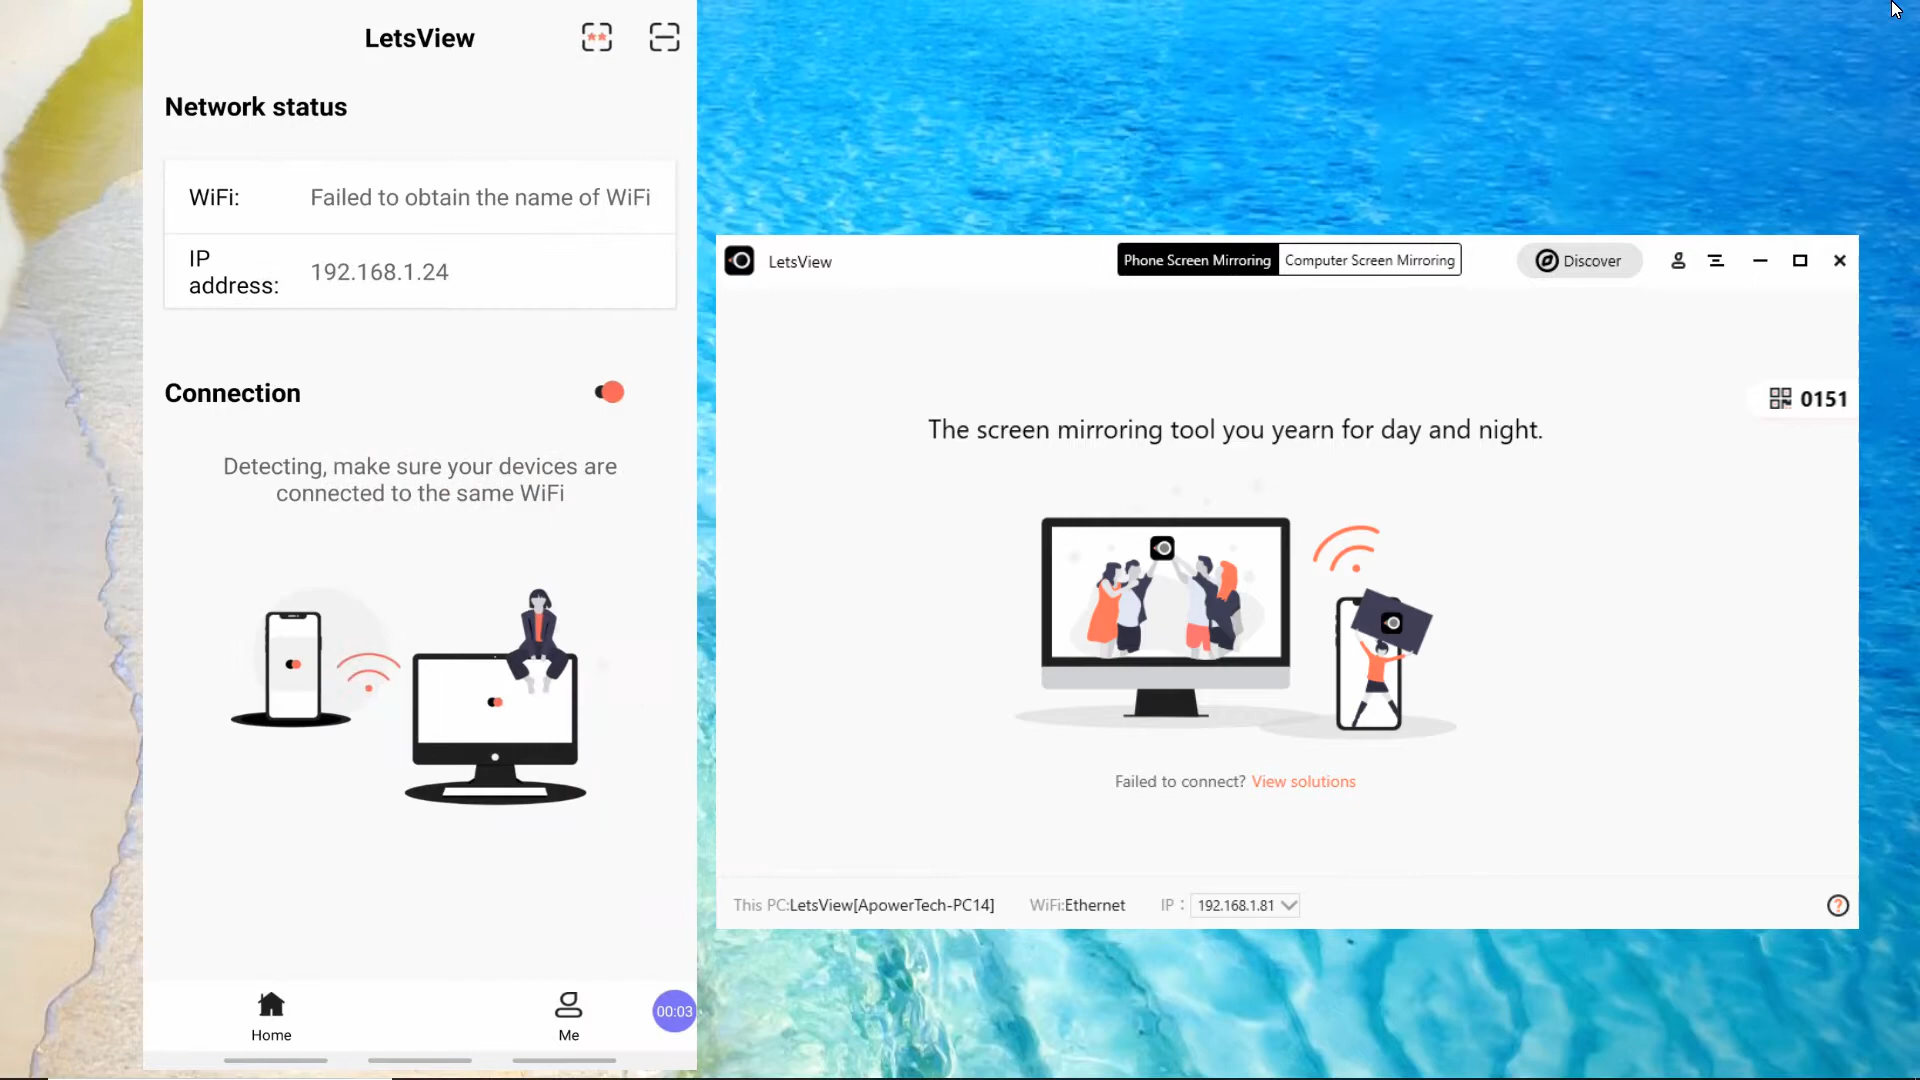 LetsView
Network status
WiFi: Failed to obtain the name of WiFi
IP
address: 192.168.1.24
Connection
Detecting, make sure your devices are
connected to the same WiFi
Home Me 00:03
LetsView Phone Screen Mirroring Computer Screen Mirroring Discover
0151
The screen mirroring tool you yearn for day and night.
Failed to connect? View solutions
This PC:LetsView[ApowerTech-PC14] WiFi:Ethernet IP : 192.168.1.81 ?